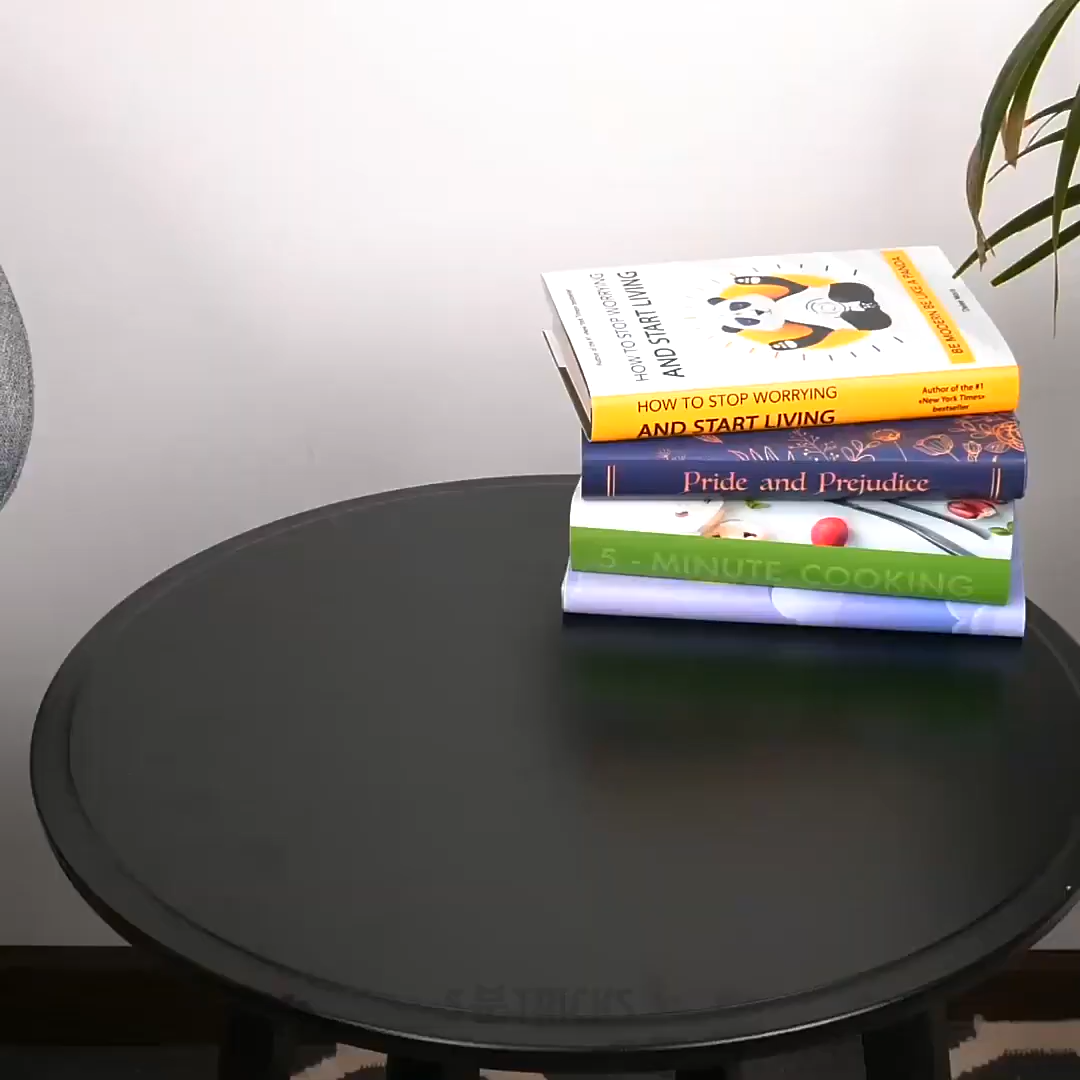 HOW TO STOP WORRYING
AND START LIVING
BE MODERN BE LIKE A PANDA
HOW TO STOP WORRYING
AND START LIVING
Author of the #1
«New York Times»
bestseller
Pride and Prejudice
5 - MINUTE COOKING